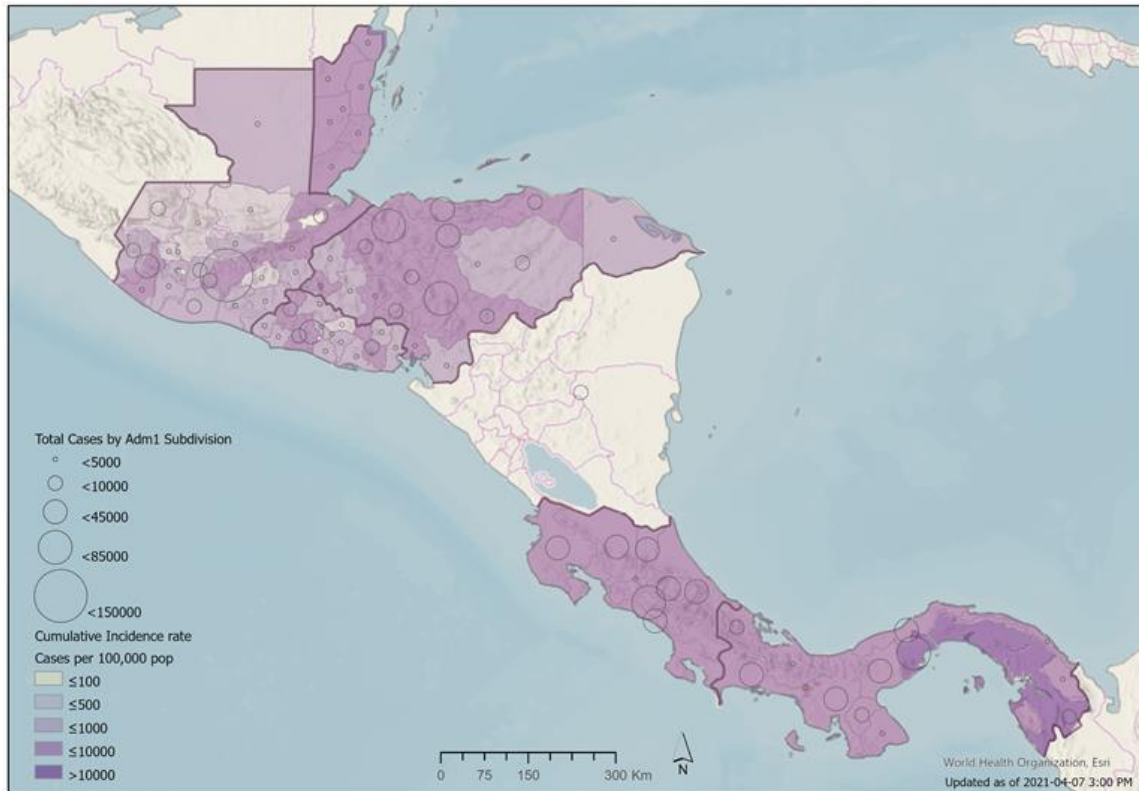 Total Cases by Adm1 Subdivision
<5000
<10000
<45000
<85000
<150000
Cumulative Incidence rate
Cases per 100,000 pop
≤100
≤500
≤1000
≤10000
>10000
0 75 150 300 Km
N
World Health Organization, Esri
Updated as of 2021-04-07 3:00 PM